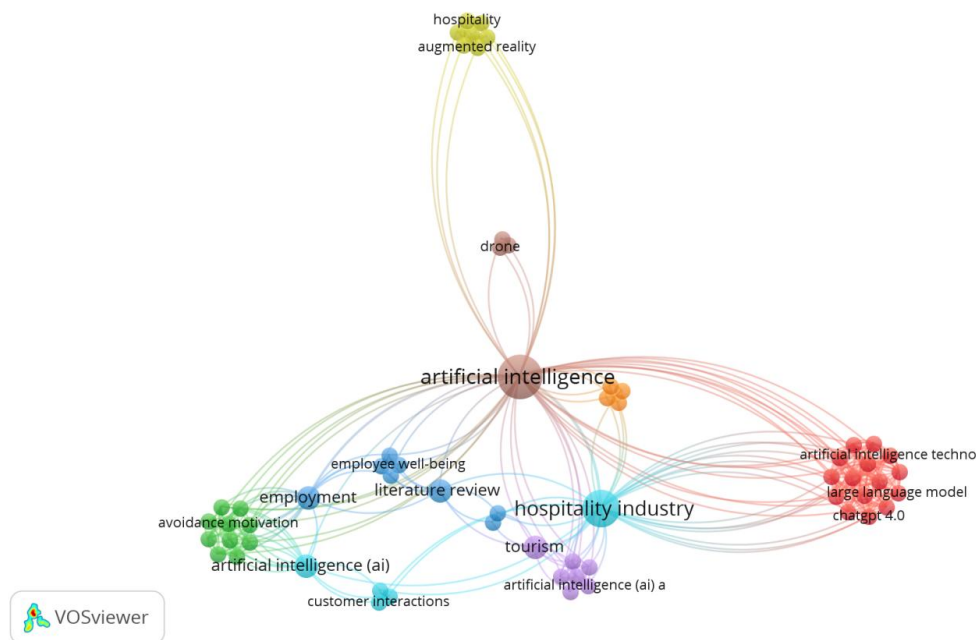 hospitality
augmented reality
drone
artificial intelligence
employee well-being
artificial intelligence techno
employment
literature review
large language model
hospitality industry
chatgpt 4.0
avoidance motivation
tourism
artificial intelligence (ai)
artificial intelligence (ai) a
customer interactions
VOSviewer